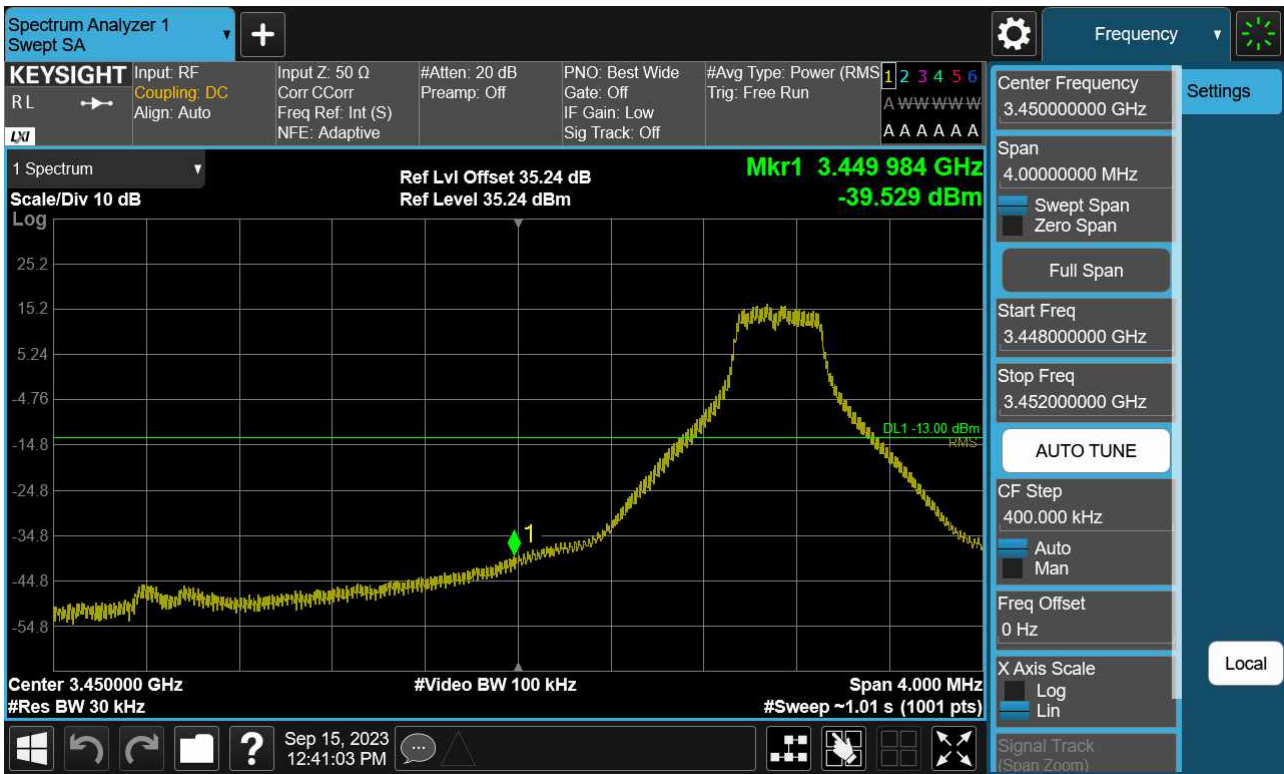 Spectrum Analyzer 1
Swept SA
Frequency
KEYSIGHT
R L
LXI
Input: RF
Coupling: DC
Align: Auto
Input Z: 50 Ω
Corr CCorr
Freq Ref: Int (S)
NFE: Adaptive
#Atten: 20 dB
Preamp: Off
PNO: Best Wide
Gate: Off
IF Gain: Low
Sig Track: Off
#Avg Type: Power (RMS
Trig: Free Run
1 2 3 4 5 6
A W W W W W
A A A A A A
1 Spectrum
Scale/Div 10 dB
Log
Ref Lvl Offset 35.24 dB
Ref Level 35.24 dBm
Mkr1 3.449 984 GHz
-39.529 dBm
25.2
15.2
5.24
-4.76
-14.8
-24.8
-34.8
-44.8
-54.8
DL1 -13.00 dBm
RMS
1
Center 3.450000 GHz
#Video BW 100 kHz
Span 4.000 MHz
#Res BW 30 kHz
#Sweep ~1.01 s (1001 pts)
Center Frequency
3.450000000 GHz
Settings
Span
4.00000000 MHz
Swept Span
Zero Span
Full Span
Start Freq
3.448000000 GHz
Stop Freq
3.452000000 GHz
AUTO TUNE
CF Step
400.000 kHz
Auto
Man
Freq Offset
0 Hz
X Axis Scale
Log
Lin
Local
Signal Track
(Span Zoom)
?
Sep 15, 2023
12:41:03 PM